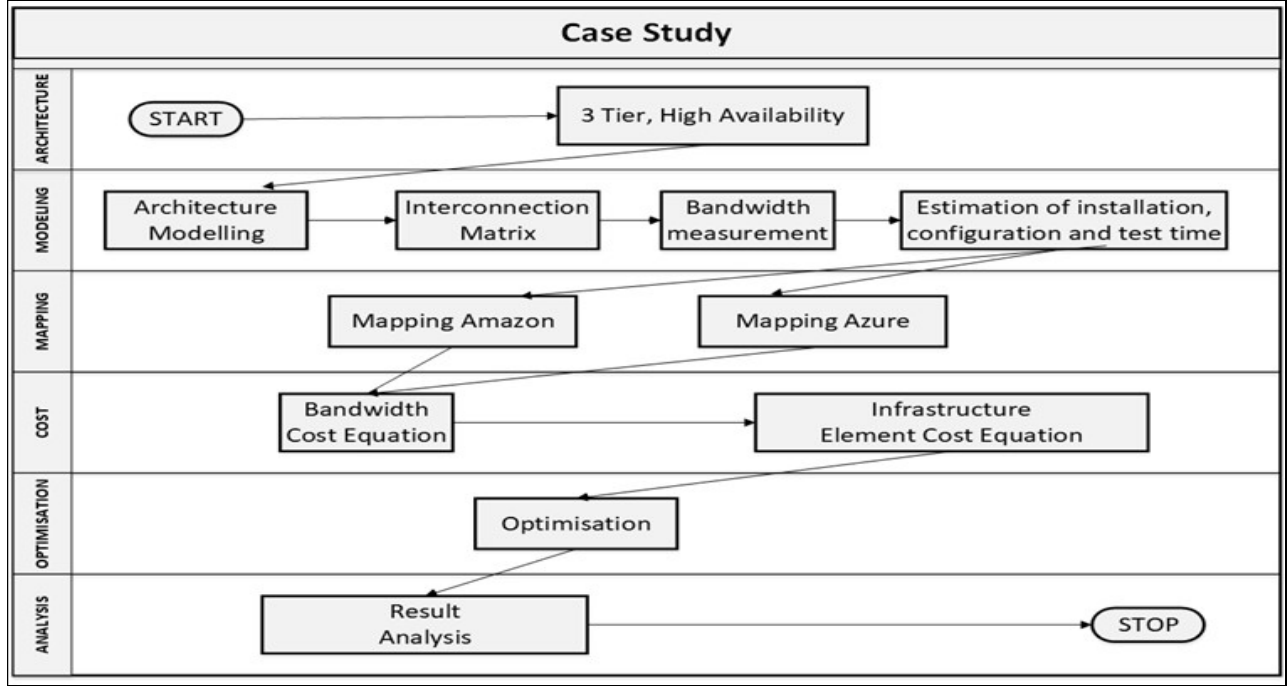 Case Study
ARCHITECTURE
START
3 Tier, High Availability
MODELING
Architecture
Modelling
Interconnection
Matrix
Bandwidth
measurement
Estimation of installation,
configuration and test time
MAPPING
Mapping Amazon
Mapping Azure
COST
Bandwidth
Cost Equation
Infrastructure
Element Cost Equation
OPTIMISATION
Optimisation
ANALYSIS
Result
Analysis
STOP